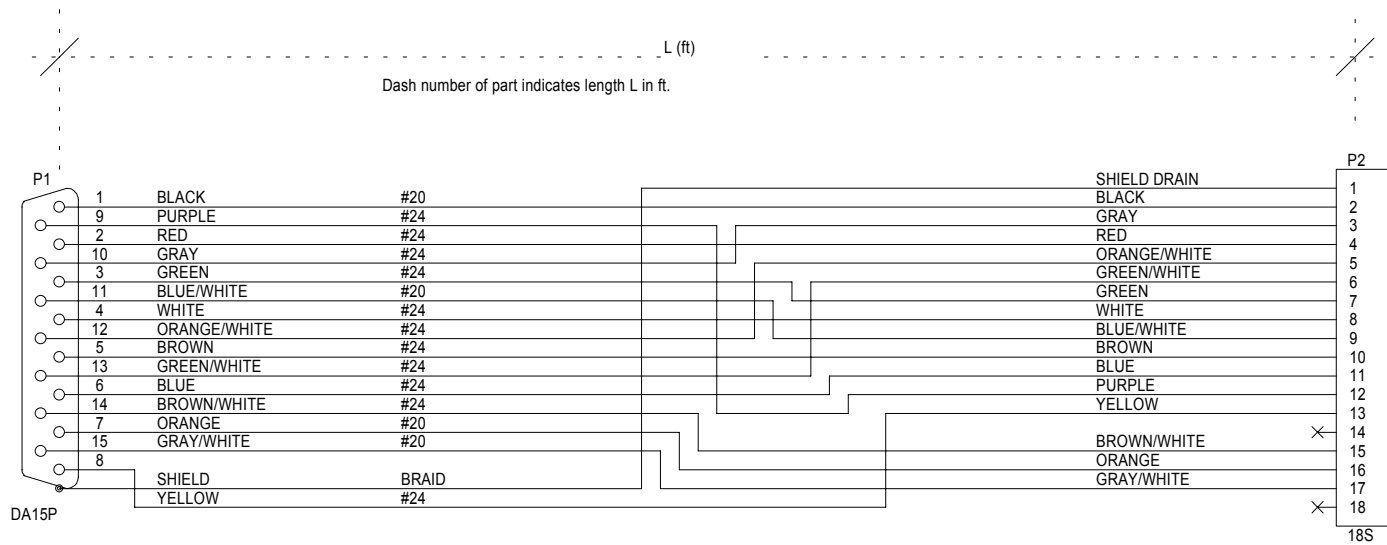 L (ft)
Dash number of part indicates length L in ft.
P1
P2
SHIELD DRAIN 1
1 BLACK #20 BLACK 2
9 PURPLE #24 GRAY 3
2 RED #24 RED 4
10 GRAY #24 ORANGE/WHITE 5
3 GREEN #24 GREEN/WHITE 6
11 BLUE/WHITE #20 GREEN 7
4 WHITE #24 WHITE 8
12 ORANGE/WHITE #24 BLUE/WHITE 9
5 BROWN #24 BROWN 10
13 GREEN/WHITE #24 BLUE 11
6 BLUE #24 PURPLE 12
14 BROWN/WHITE #24 YELLOW 13
7 ORANGE #20 14
15 GRAY/WHITE #20 BROWN/WHITE 15
8 ORANGE 16
SHIELD BRAID GRAY/WHITE 17
YELLOW #24 18
DA15P
18S